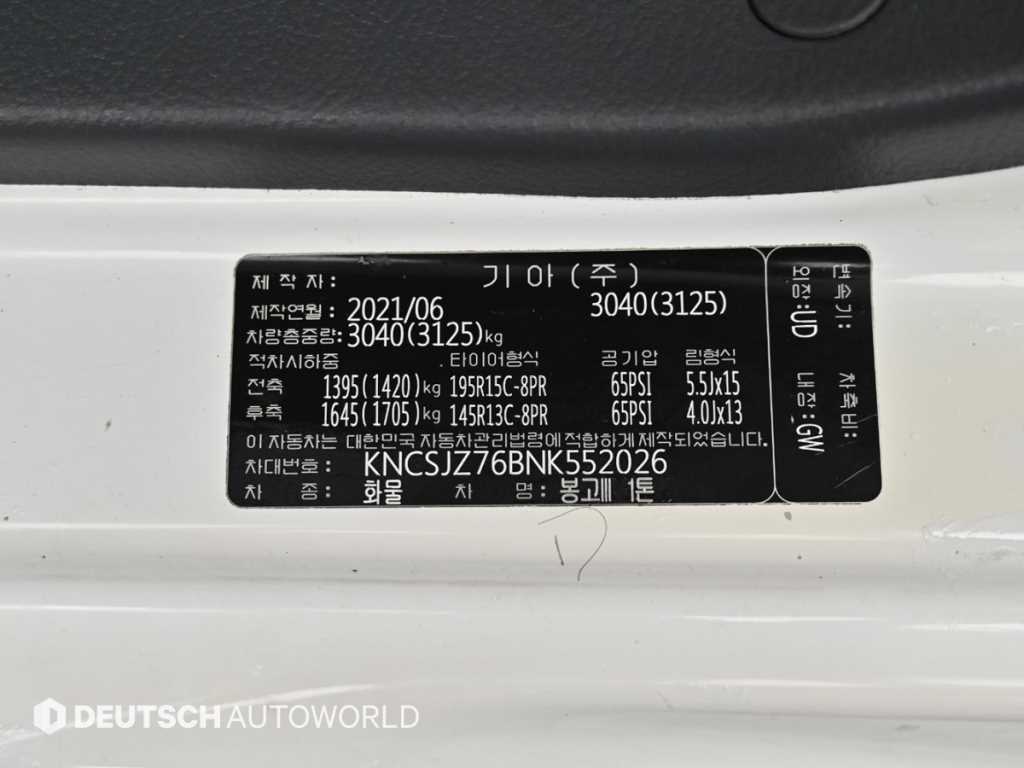 제 작 자 : 기 아 ( 주 )
제작연월 : 2021/06 3040(3125)
차량총중량: 3040(3125)kg
적차시하중 . 타이어형식 공기압 림형식
전축 1395(1420)kg 195R15C-8PR 65PSI 5.5Jx15
후축 1645(1705)kg 145R13C-8PR 65PSI 4.0Jx13
이 자동차는 대한민국 자동차관리법령에 적합하게 제작되었습니다.
차대번호 : KNCSJZ76BNK552026
차 종 : 화물 차 명 : 봉고Ⅲ 1톤
변속기: 차축비:
외장:UD 내장:GW
D
DEUTSCH AUTOWORLD